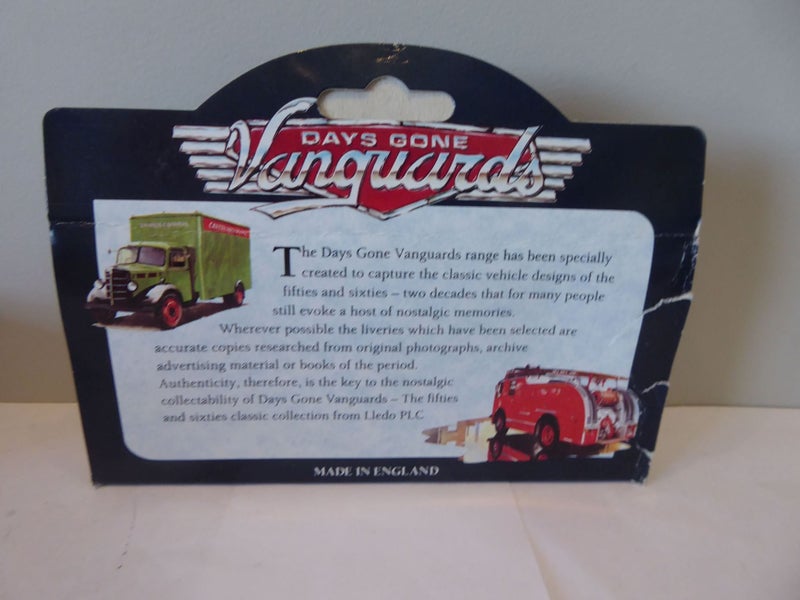 DAYS GONE
Vanguards
The Days Gone Vanguards range has been specially
created to capture the classic vehicle designs of the
fifties and sixties – two decades that for many people
still evoke a host of nostalgic memories.
Wherever possible the liveries which have been selected are
accurate copies researched from original photographs, archive
advertising material or books of the period.
Authenticity, therefore, is the key to the nostalgic
collectability of Days Gone Vanguards – The fifties
and sixties classic collection from Lledo PLC
MADE IN ENGLAND